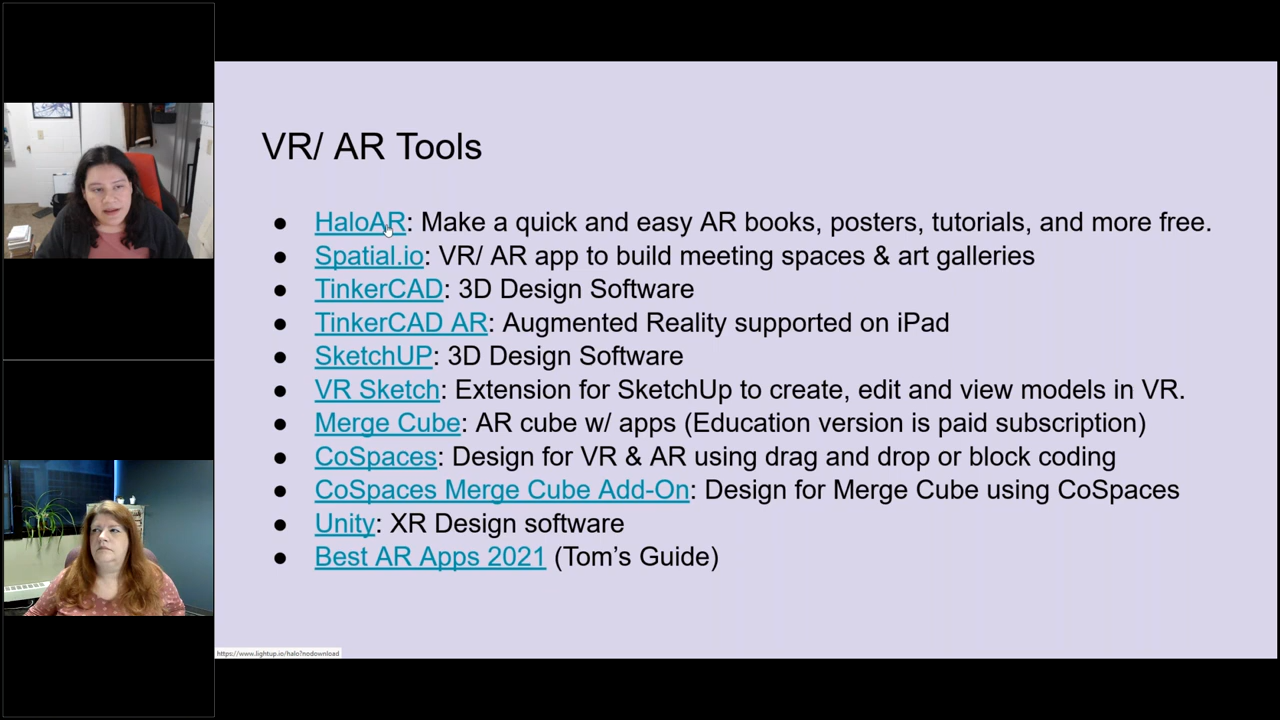 VR/ AR Tools
● HaloAR: Make a quick and easy AR books, posters, tutorials, and more free.
● Spatial.io: VR/ AR app to build meeting spaces & art galleries
● TinkerCAD: 3D Design Software
● TinkerCAD AR: Augmented Reality supported on iPad
● SketchUP: 3D Design Software
● VR Sketch: Extension for SketchUp to create, edit and view models in VR.
● Merge Cube: AR cube w/ apps (Education version is paid subscription)
● CoSpaces: Design for VR & AR using drag and drop or block coding
● CoSpaces Merge Cube Add-On: Design for Merge Cube using CoSpaces
● Unity: XR Design software
● Best AR Apps 2021 (Tom’s Guide)
https://www.lightup.io/halo?nodownload